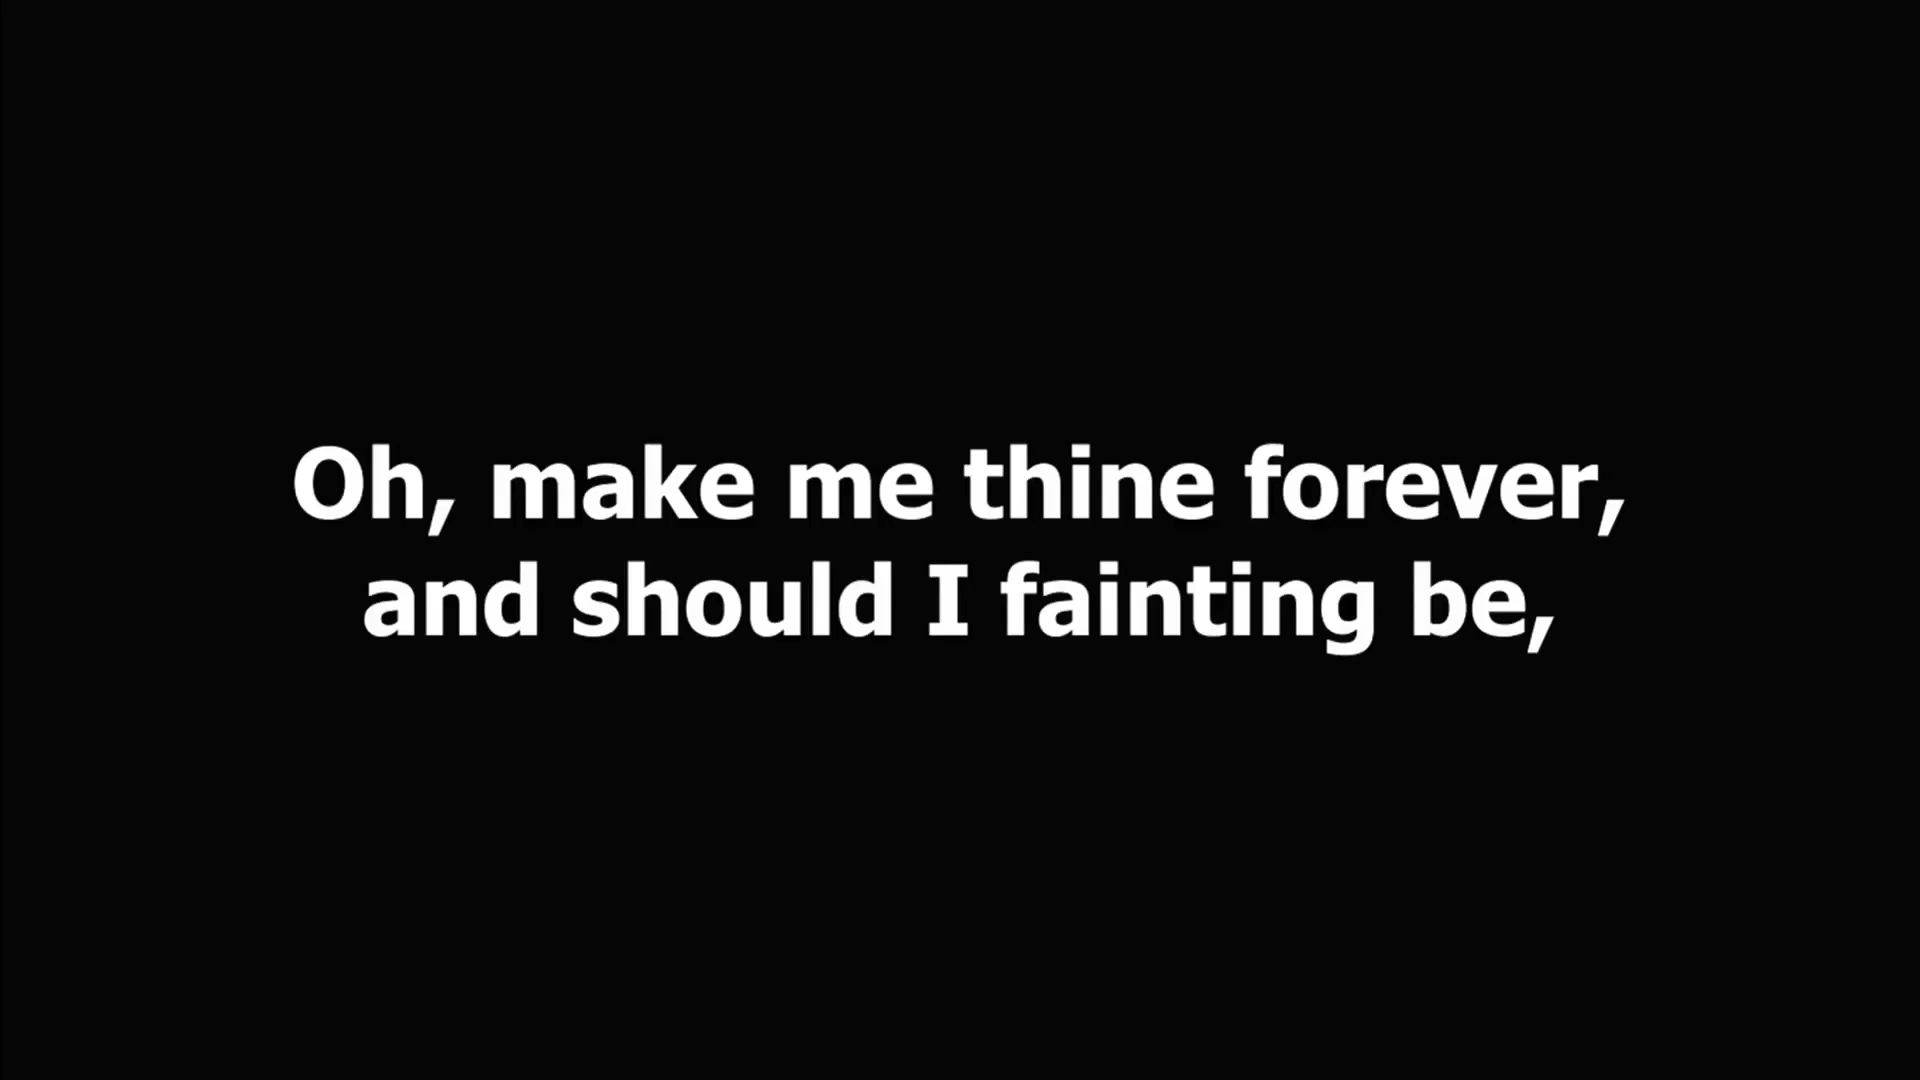 Oh, make me thine forever,
and should I fainting be,